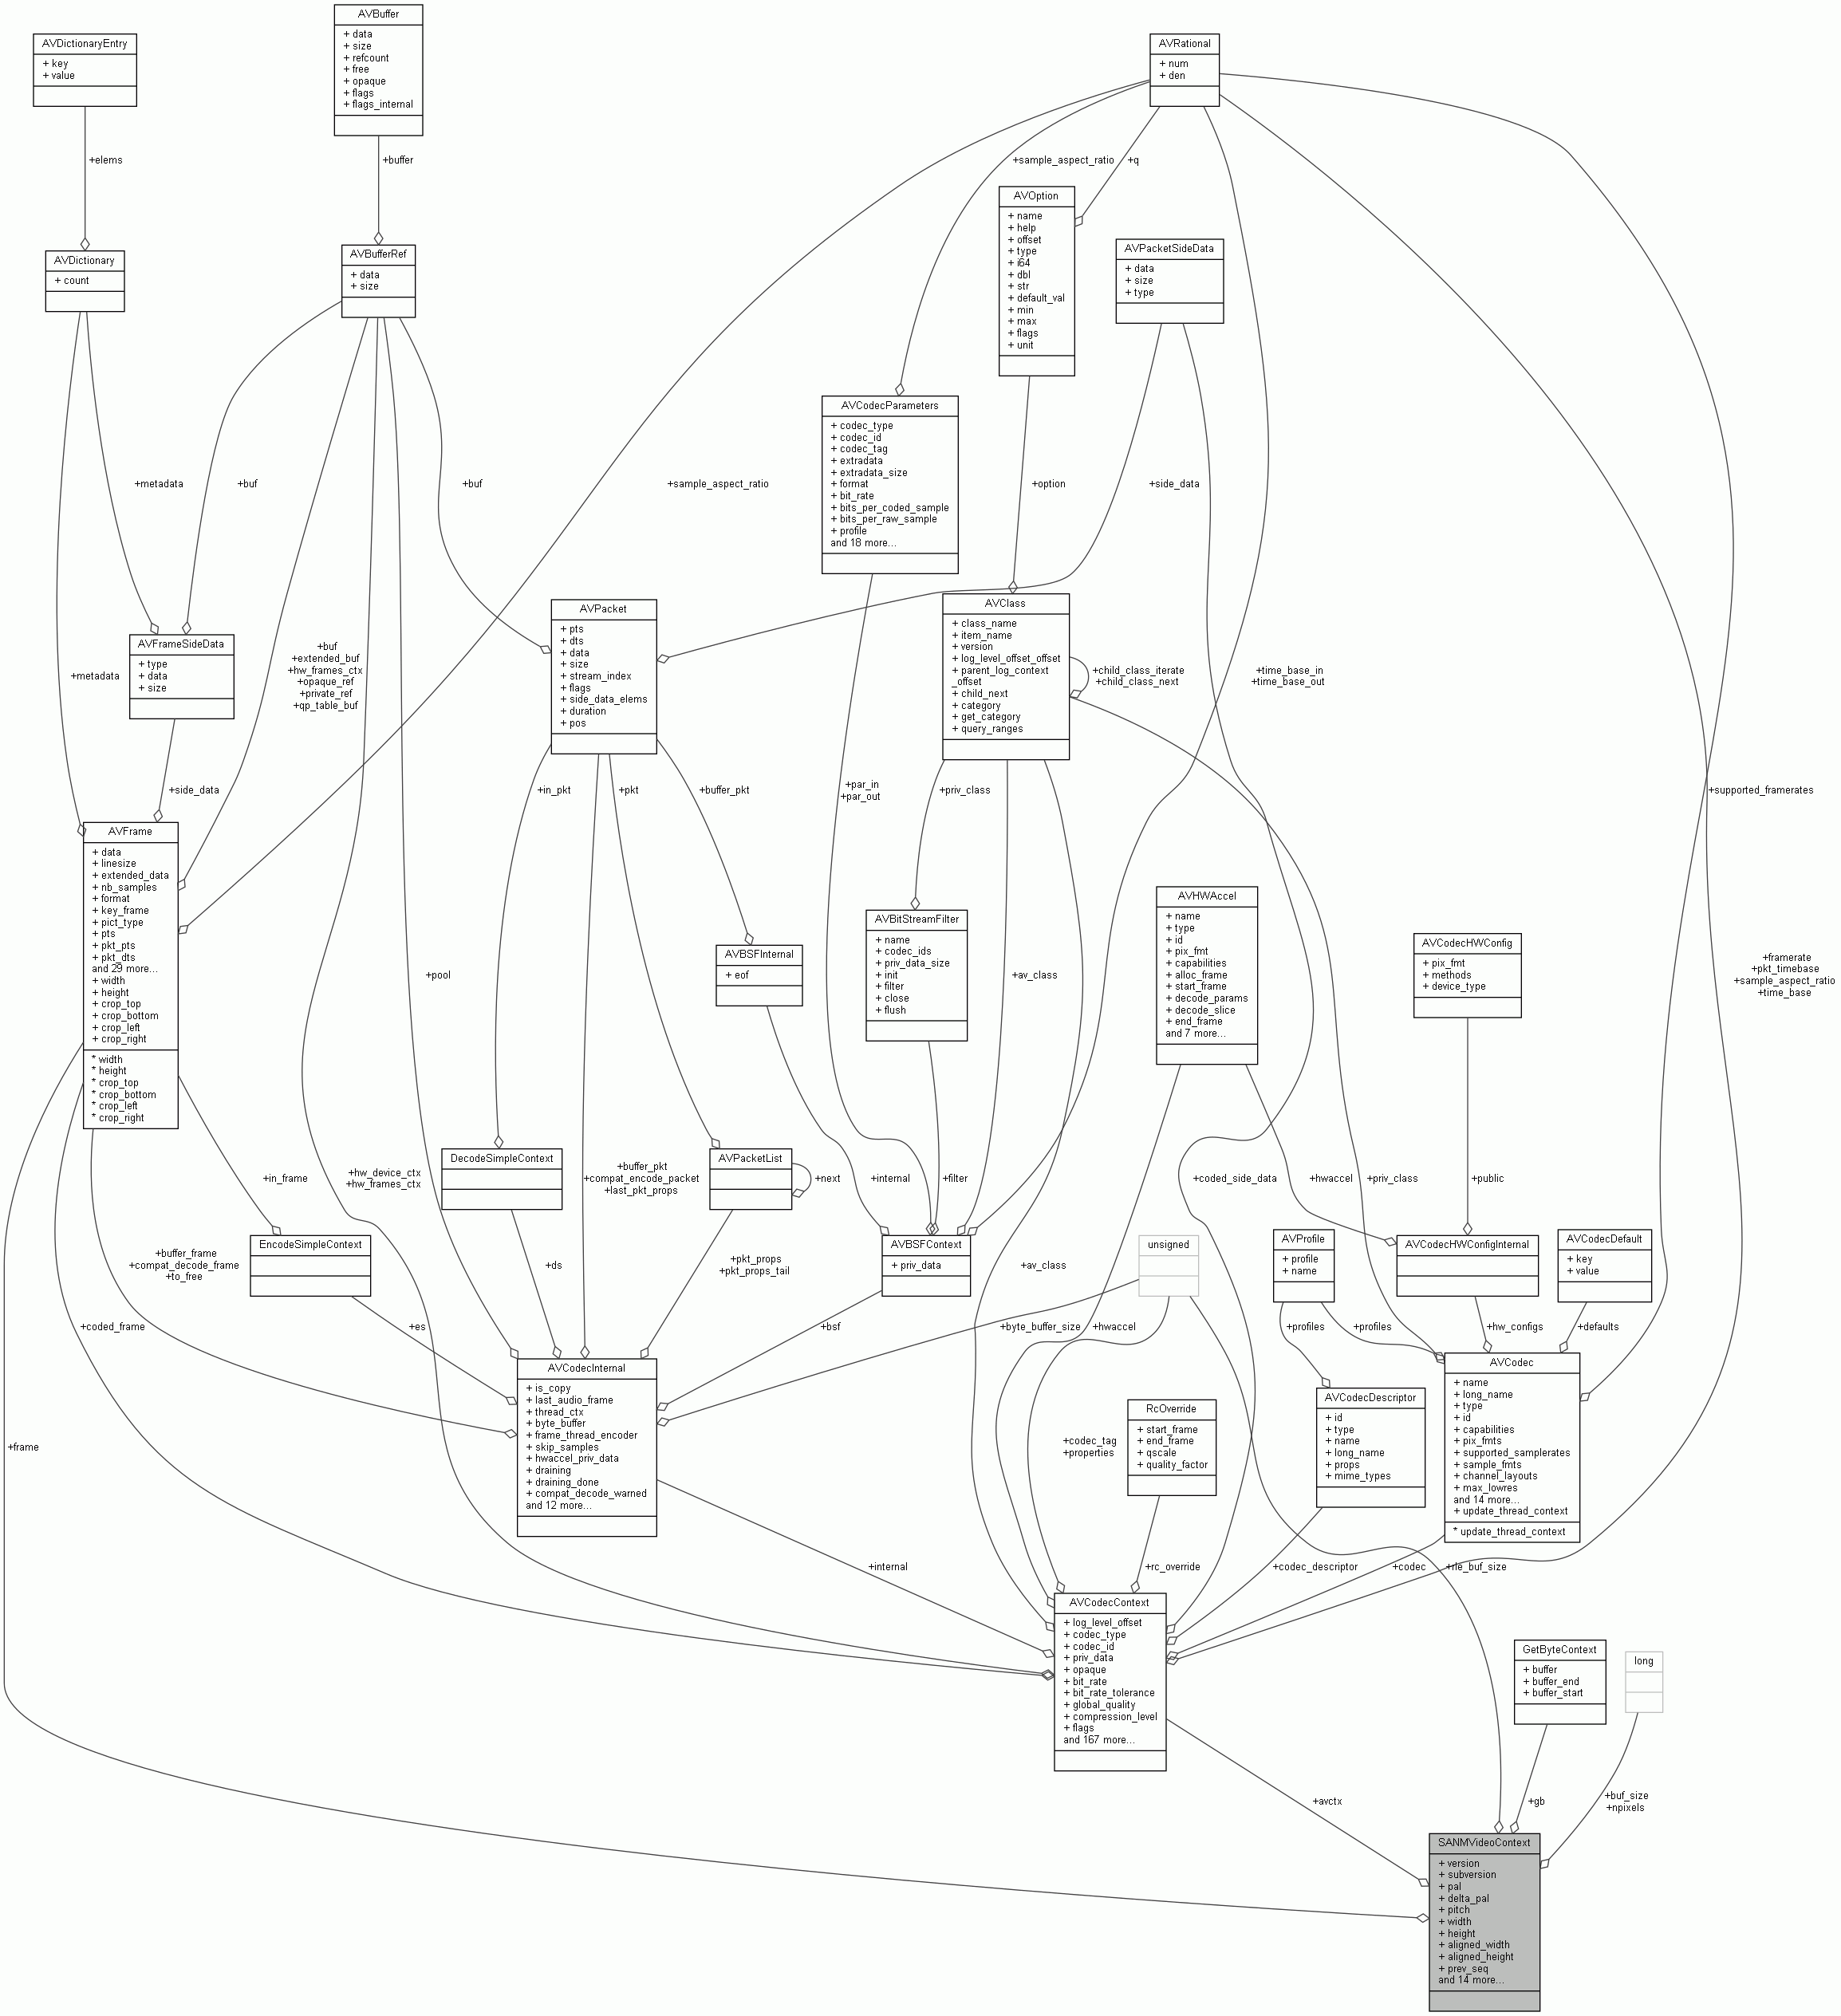 AVBuffer
+ data
+ size
+ refcount
+ free
+ opaque
+ flags
+ flags_internal
AVDictionaryEntry
+ key
+ value
AVRational
+ num
+ den
+elems
+buffer
+sample_aspect_ratio
+q
AVOption
+ name
+ help
+ offset
+ type
+ i64
+ dbl
+ str
+ default_val
+ min
+ max
+ flags
+ unit
AVPacketSideData
+ data
+ size
+ type
AVDictionary
+ count
AVBufferRef
+ data
+ size
AVCodecParameters
+ codec_type
+ codec_id
+ codec_tag
+ extradata
+ extradata_size
+ format
+ bit_rate
+ bits_per_coded_sample
+ bits_per_raw_sample
+ profile
and 18 more...
+metadata
+buf
+buf
+sample_aspect_ratio
+option
+side_data
AVPacket
+ pts
+ dts
+ data
+ size
+ stream_index
+ flags
+ side_data_elems
+ duration
+ pos
AVClass
+ class_name
+ item_name
+ version
+ log_level_offset_offset
+ parent_log_context
_offset
+ child_next
+ category
+ get_category
+ query_ranges
AVFrameSideData
+ type
+ data
+ size
+metadata
+buf
+extended_buf
+hw_frames_ctx
+opaque_ref
+private_ref
+qp_table_buf
+child_class_iterate
+child_class_next
+time_base_in
+time_base_out
+side_data
+in_pkt
+pkt
+buffer_pkt
+par_in
+par_out
+priv_class
+supported_framerates
AVFrame
+ data
+ linesize
+ extended_data
+ nb_samples
+ format
+ key_frame
+ pict_type
+ pts
+ pkt_pts
+ pkt_dts
and 29 more...
+ width
+ height
+ crop_top
+ crop_bottom
+ crop_left
+ crop_right
* width
* height
* crop_top
* crop_bottom
* crop_left
* crop_right
+pool
AVBSFInternal
+ eof
AVBitStreamFilter
+ name
+ codec_ids
+ priv_data_size
+ init
+ filter
+ close
+ flush
+av_class
AVHWAccel
+ name
+ type
+ id
+ pix_fmt
+ capabilities
+ alloc_frame
+ start_frame
+ decode_params
+ decode_slice
+ end_frame
and 7 more...
AVCodecHWConfig
+ pix_fmt
+ methods
+ device_type
+framerate
+pkt_timebase
+sample_aspect_ratio
+time_base
+in_frame
+hw_device_ctx
+hw_frames_ctx
DecodeSimpleContext
+buffer_pkt
+compat_encode_packet
+last_pkt_props
AVPacketList
+next
+internal
+filter
+coded_side_data
+hwaccel
+priv_class
+public
+buffer_frame
+compat_decode_frame
+to_free
EncodeSimpleContext
+ds
+pkt_props
+pkt_props_tail
AVBSFContext
+ priv_data
+av_class
unsigned
AVProfile
+ profile
+ name
AVCodecHWConfigInternal
AVCodecDefault
+ key
+ value
+coded_frame
+es
+bsf
+byte_buffer_size
+hwaccel
+profiles
+profiles
+hw_configs
+defaults
AVCodecInternal
+ is_copy
+ last_audio_frame
+ thread_ctx
+ byte_buffer
+ frame_thread_encoder
+ skip_samples
+ hwaccel_priv_data
+ draining
+ draining_done
+ compat_decode_warned
and 12 more...
+frame
+codec_tag
+properties
RcOverride
+ start_frame
+ end_frame
+ qscale
+ quality_factor
AVCodecDescriptor
+ id
+ type
+ name
+ long_name
+ props
+ mime_types
AVCodec
+ name
+ long_name
+ type
+ id
+ capabilities
+ pix_fmts
+ supported_samplerates
+ sample_fmts
+ channel_layouts
+ max_lowres
and 14 more...
+ update_thread_context
* update_thread_context
+internal
+rc_override
+codec_descriptor
+codec
+rle_buf_size
AVCodecContext
+ log_level_offset
+ codec_type
+ codec_id
+ priv_data
+ opaque
+ bit_rate
+ bit_rate_tolerance
+ global_quality
+ compression_level
+ flags
and 167 more...
GetByteContext
+ buffer
+ buffer_end
+ buffer_start
long
+avctx
+gb
+buf_size
+npixels
SANMVideoContext
+ version
+ subversion
+ pal
+ delta_pal
+ pitch
+ width
+ height
+ aligned_width
+ aligned_height
+ prev_seq
and 14 more...